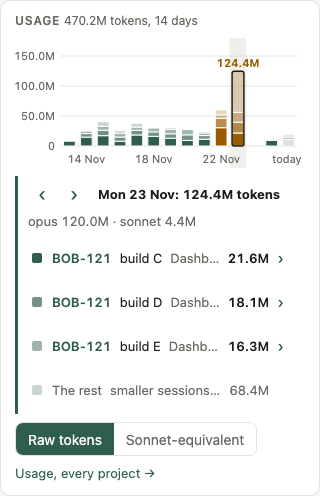 USAGE 470.2M tokens, 14 days
124.4M
150.0M
100.0M
50.0M
0
14 Nov 18 Nov 22 Nov today
‹ › Mon 23 Nov: 124.4M tokens
opus 120.0M · sonnet 4.4M
BOB-121 build C Dashb... 21.6M ›
BOB-121 build D Dashb... 18.1M ›
BOB-121 build E Dashb... 16.3M ›
The rest smaller sessions... 68.4M
Raw tokens Sonnet-equivalent
Usage, every project →